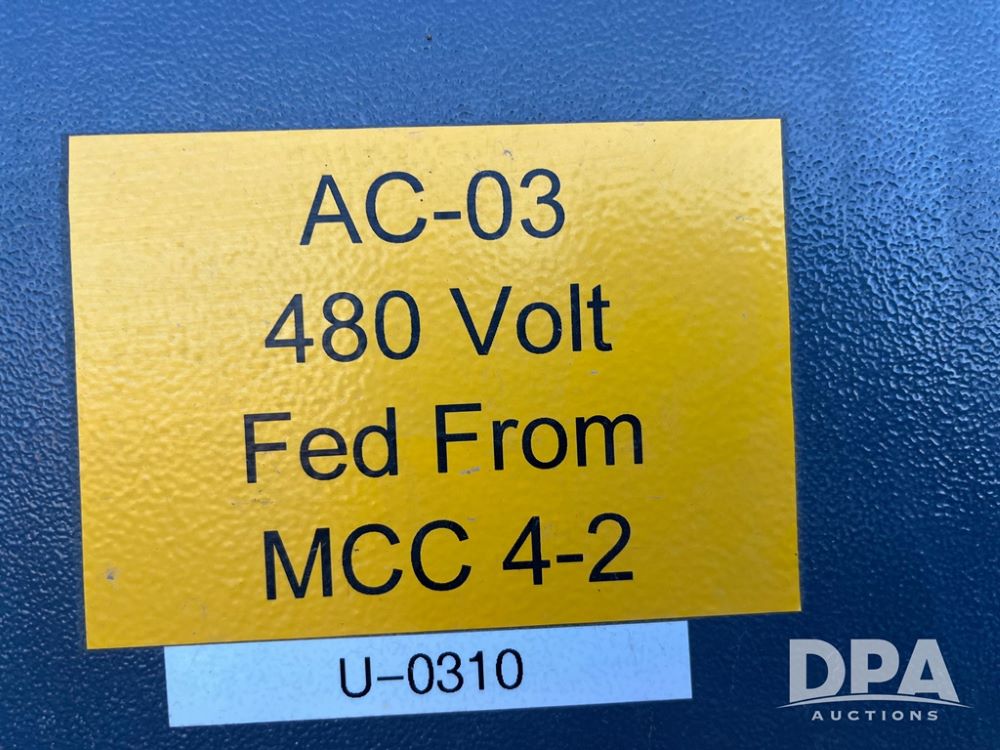 AC-03
480 Volt
Fed From
MCC 4-2
U-0310
DPA
AUCTIONS